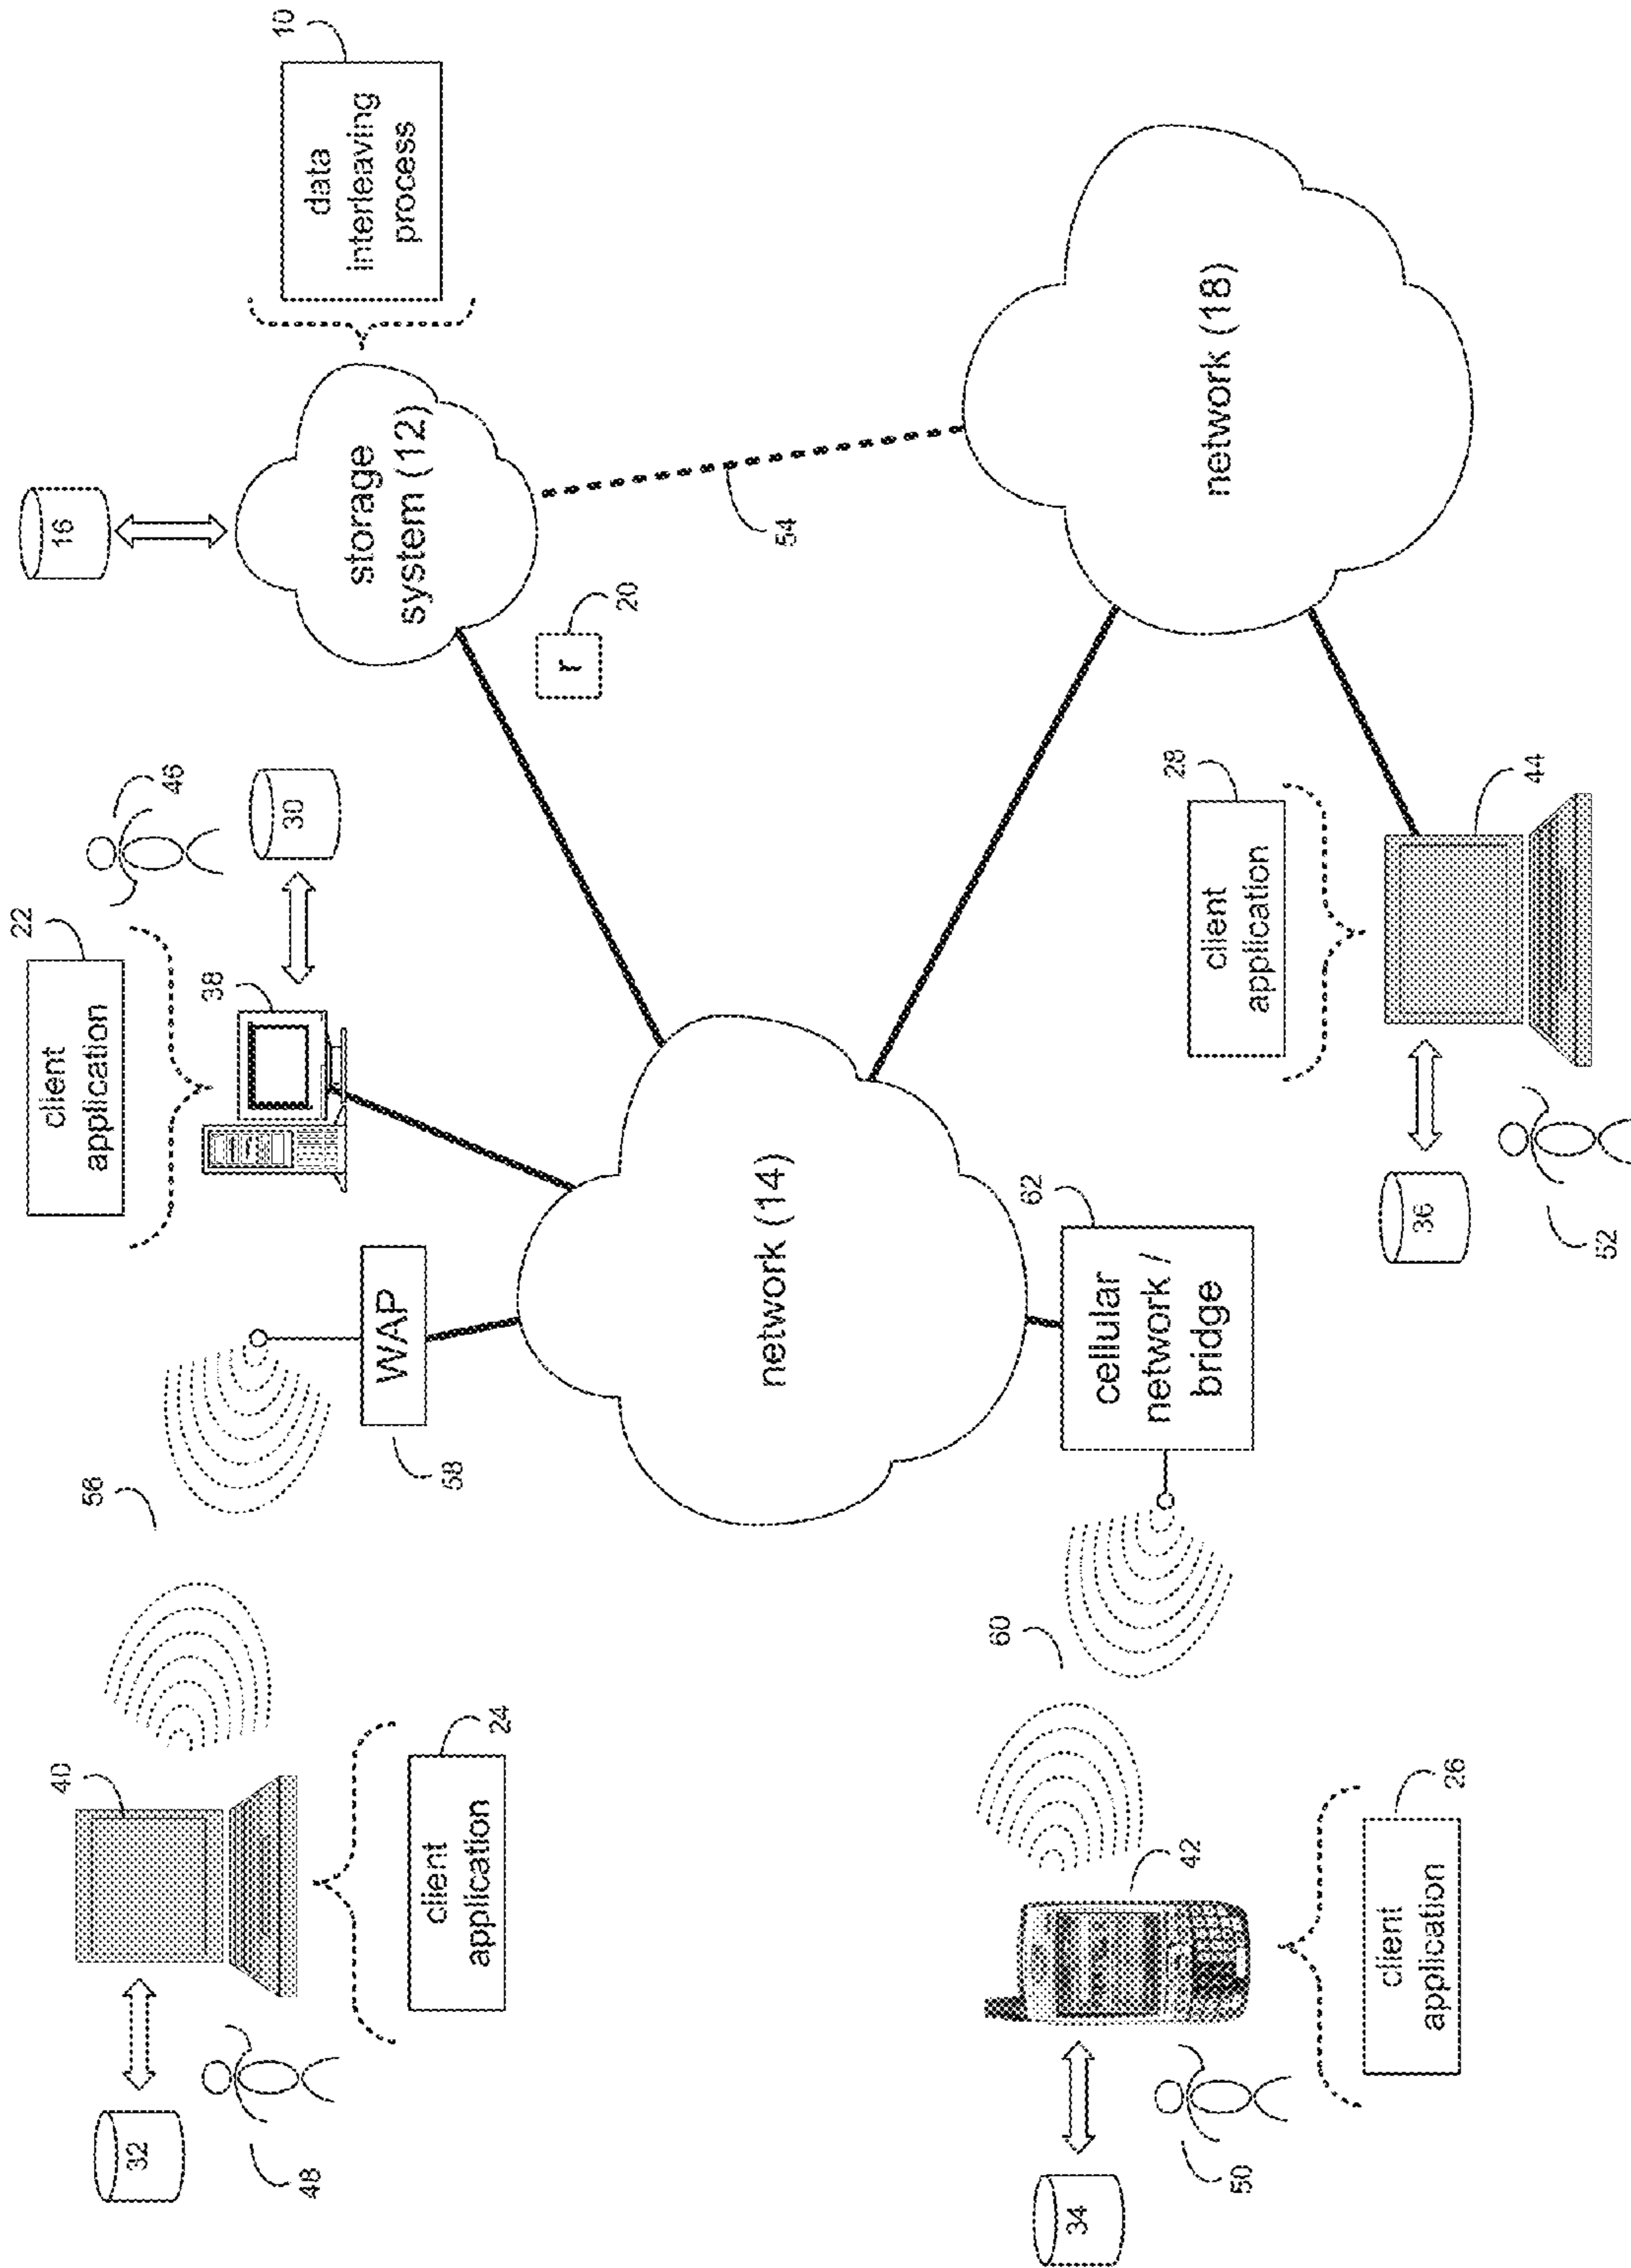 22
16
client
application
40
56
32
46
38
10
30
48
data
interleaving
process
storage
system (12)
WAP
58
client
application
24
r
20
network (14)
54
60
62
34
cellular
network /
bridge
42
28
client
application
network (18)
50
client
application
26
36
44
52